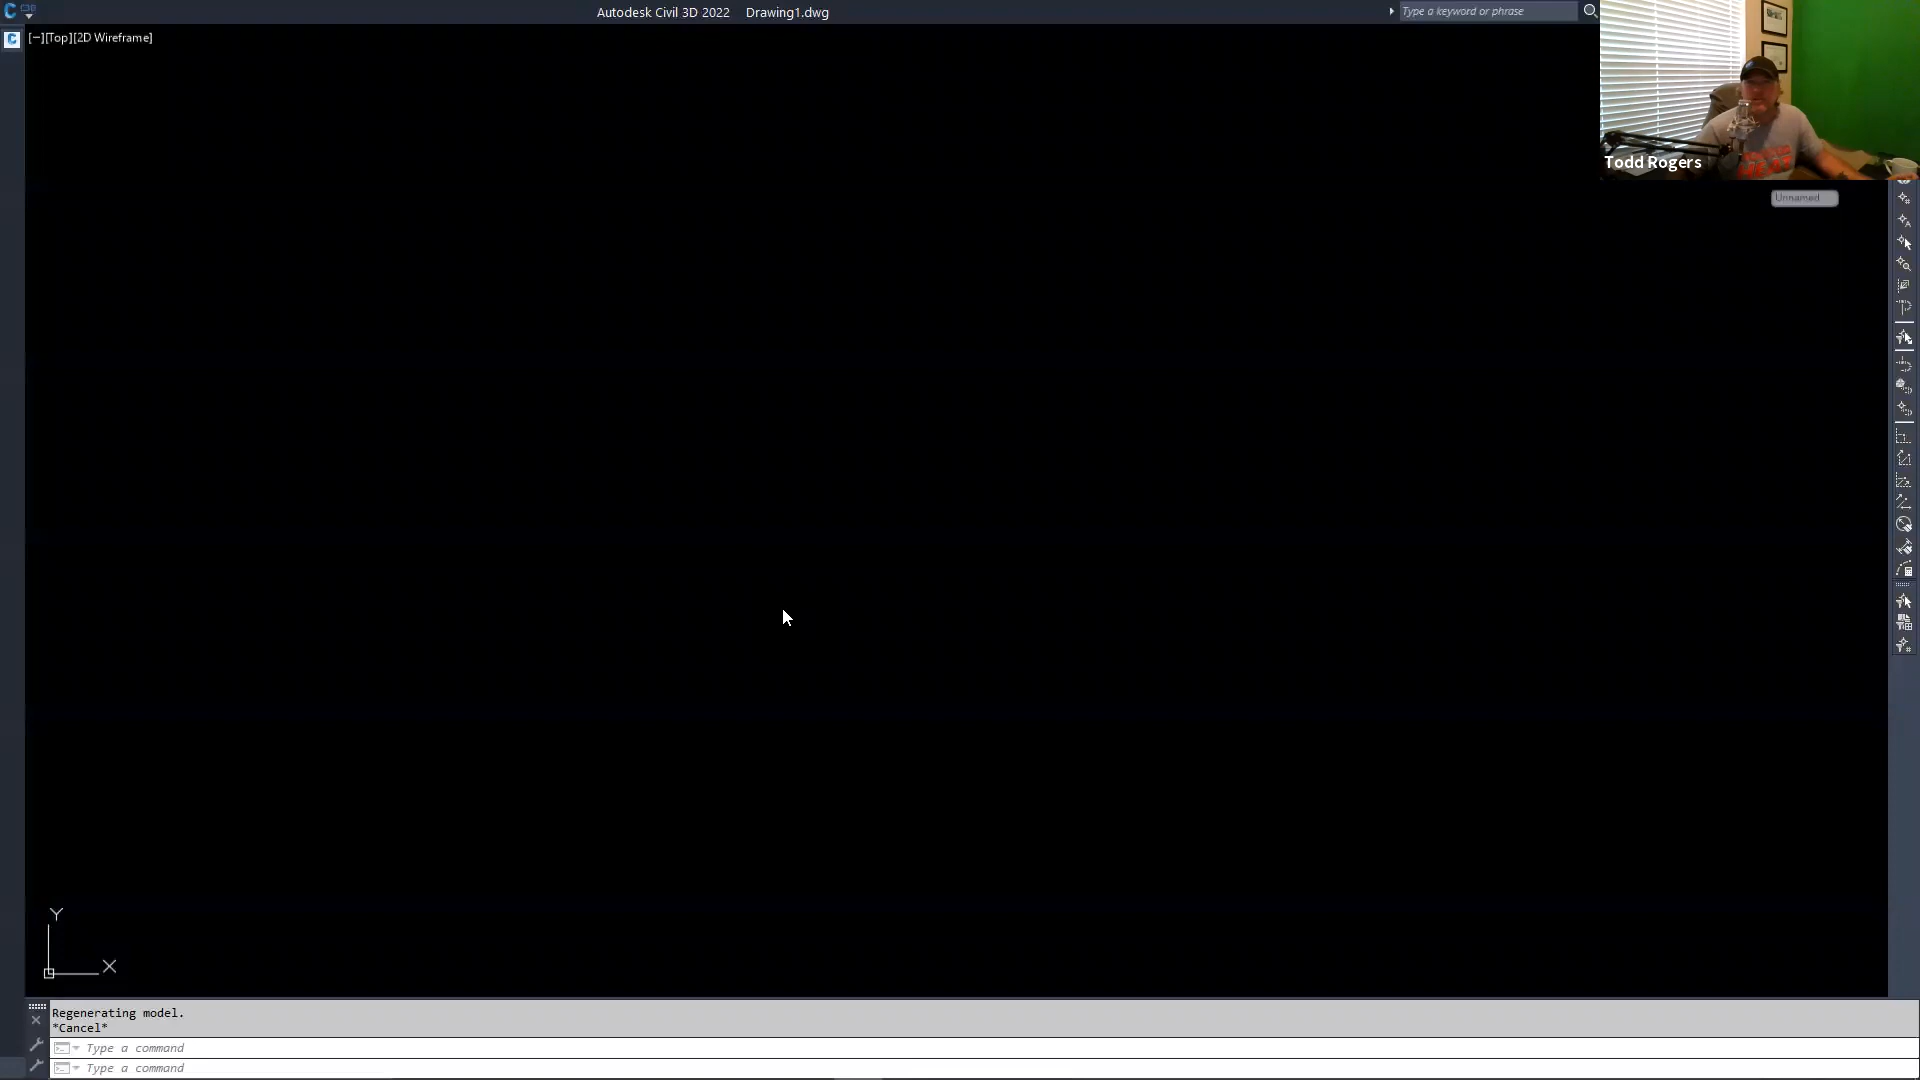 Autodesk Civil 3D 2022 Drawing1.dwg
Type a keyword or phrase
[−][Top][2D Wireframe]
Todd Rogers
Unnamed
Y
X
Regenerating model.
*Cancel*
Type a command
Type a command